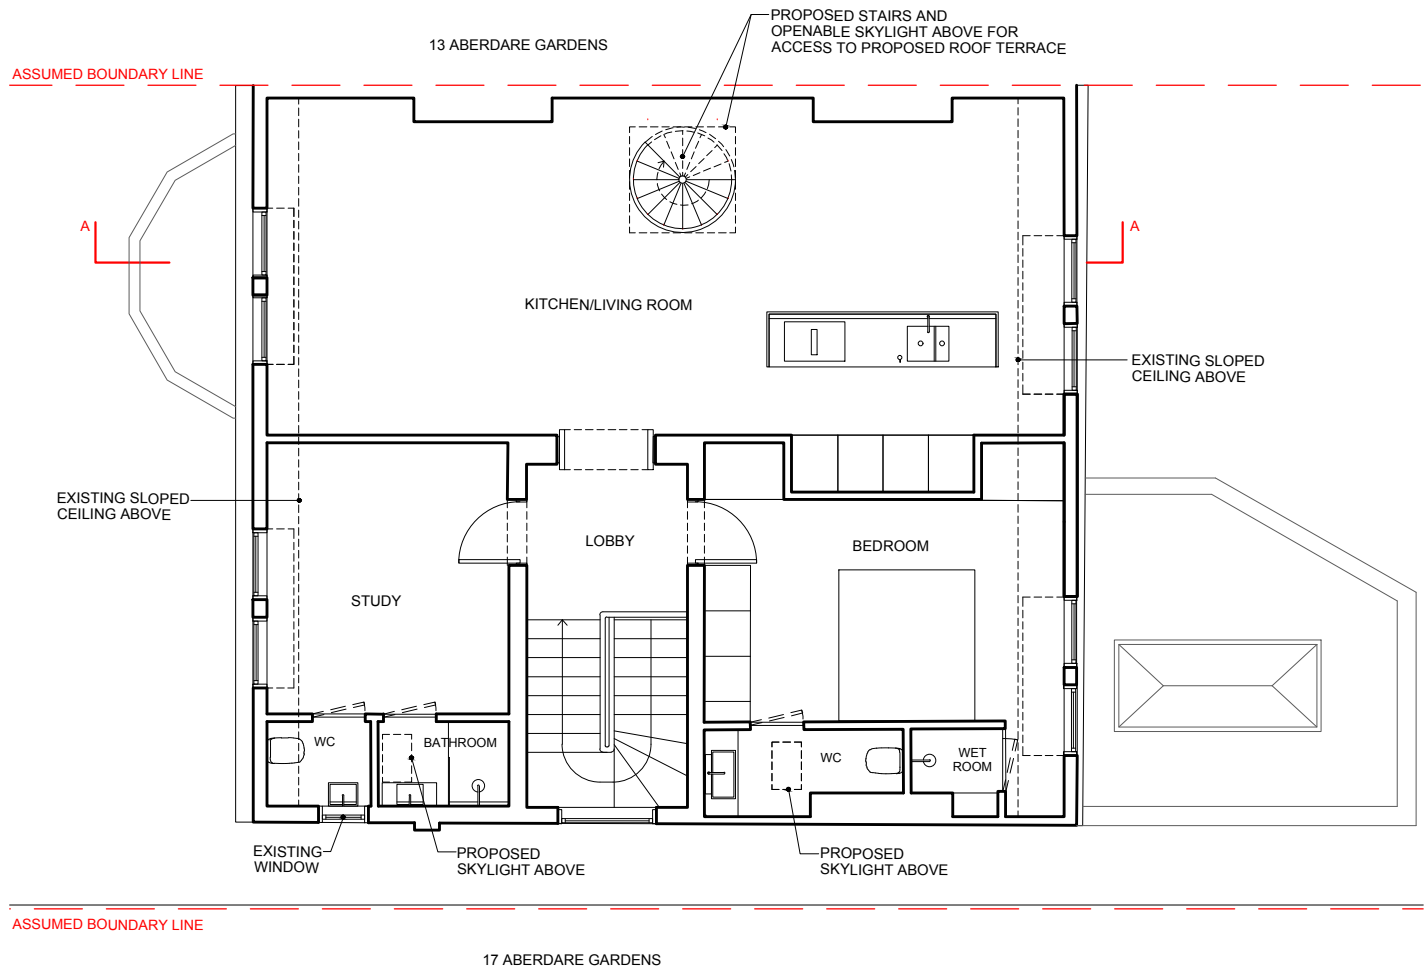 PROPOSED STAIRS AND
OPENABLE SKYLIGHT ABOVE FOR
ACCESS TO PROPOSED ROOF TERRACE
13 ABERDARE GARDENS
ASSUMED BOUNDARY LINE
A
A
KITCHEN/LIVING ROOM
EXISTING SLOPED
CEILING ABOVE
EXISTING SLOPED
CEILING ABOVE
LOBBY
BEDROOM
STUDY
WC
BATHROOM
WC
WET
ROOM
EXISTING
WINDOW
PROPOSED
SKYLIGHT ABOVE
PROPOSED
SKYLIGHT ABOVE
ASSUMED BOUNDARY LINE
17 ABERDARE GARDENS